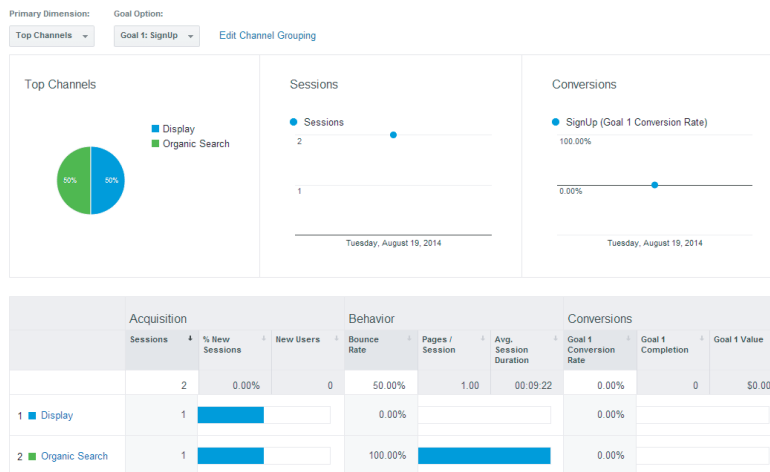 Primary Dimension: Goal Option:
Top Channels Goal 1: SignUp Edit Channel Grouping
Top Channels
Display
Organic Search
50% 50%
Sessions
Sessions
2
1
Tuesday, August 19, 2014
Conversions
SignUp (Goal 1 Conversion Rate)
100.00%
0.00%
Tuesday, August 19, 2014
Acquisition Behavior Conversions
Sessions % New Sessions New Users Bounce Rate Pages / Session Avg. Session Duration Goal 1 Conversion Rate Goal 1 Completion Goal 1 Value
2 0.00% 0 50.00% 1.00 00:09:22 0.00% 0 $0.00
1 Display 1 0.00% 0.00%
2 Organic Search 1 100.00% 0.00%